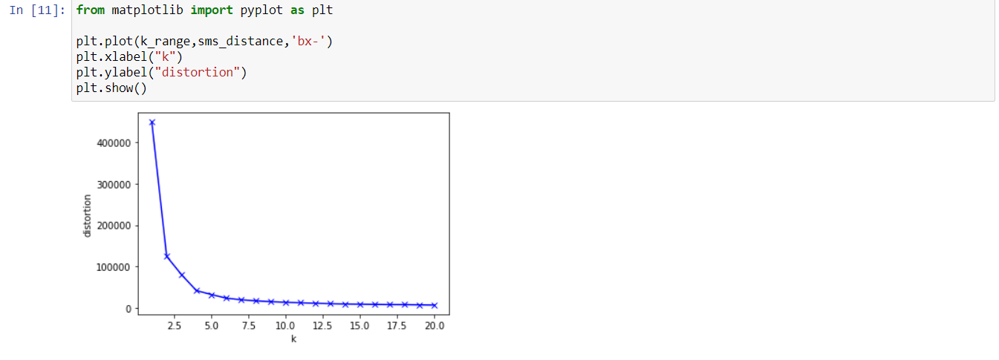 In [11]: from matplotlib import pyplot as plt
plt.plot(k_range,sms_distance,'bx-')
plt.xlabel("k")
plt.ylabel("distortion")
plt.show()
400000
300000
200000
100000
0
distortion
2.5 5.0 7.5 10.0 12.5 15.0 17.5 20.0
k